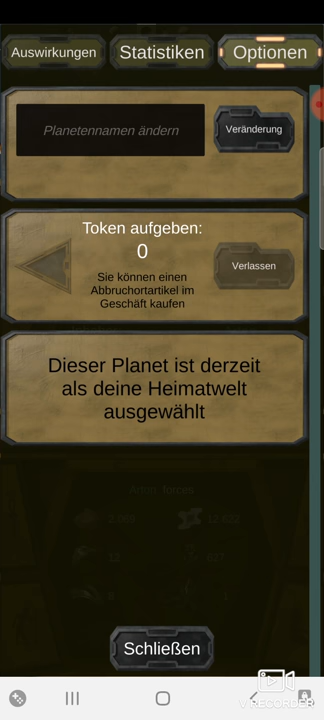 Auswirkungen
Statistiken
Optionen
Planetennamen ändern
Veränderung
Token aufgeben:
0
Sie können einen
Abbruchortartikel im
Geschäft kaufen
Verlassen
Dieser Planet ist derzeit
als deine Heimatwelt
ausgewählt
forces
Schließen
V RECORDER